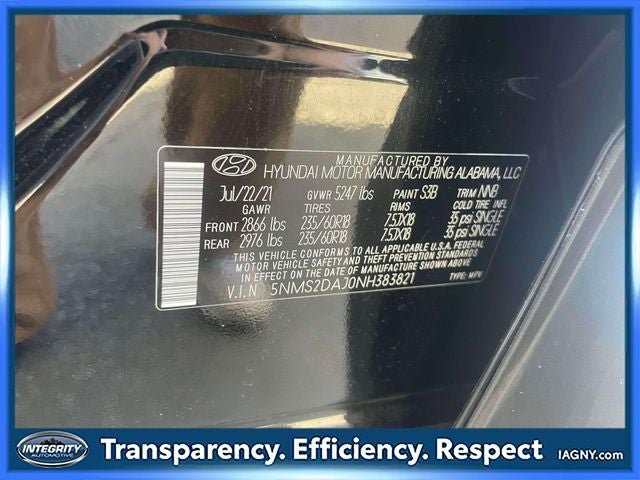 MANUFACTURED BY
HYUNDAI MOTOR MANUFACTURING ALABAMA, LLC
Jul/22/21 GVWR 5247 lbs PAINT S3B TRIM NNB
GAWR TIRES RIMS COLD TIRE INFL
FRONT 2866 lbs 235/60R18 7.5JX18 35 psi SINGLE
REAR 2976 lbs 235/60R18 7.5JX18 35 psi SINGLE
THIS VEHICLE CONFORMS TO ALL APPLICABLE U.S.A. FEDERAL
MOTOR VEHICLE SAFETY, BUMPER, AND THEFT PREVENTION
STANDARDS IN EFFECT ON THE DATE OF MANUFACTURE SHOWN ABOVE.
V.I.N 5NMS2DAJ0NH383821 TYPE: MPV
INTEGRITY
AUTOMOTIVE
Transparency. Efficiency. Respect
IAGNY.com